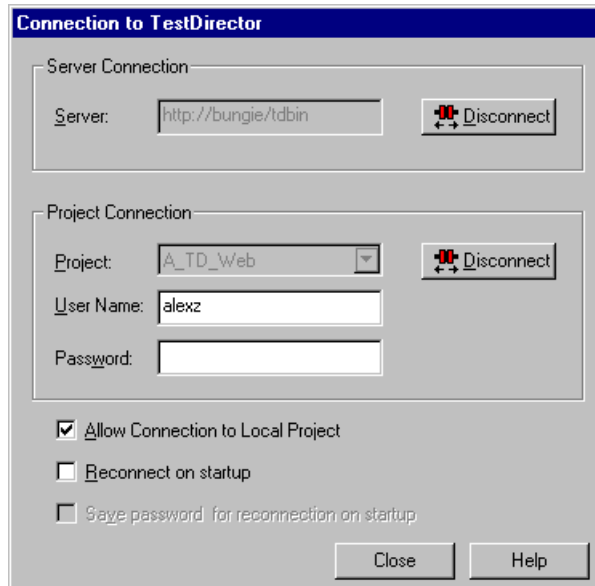 Connection to TestDirector
Server Connection
Server: http://bungie/tdbin Disconnect
Project Connection
Project: A_TD_Web Disconnect
User Name: alexz
Password:
Allow Connection to Local Project
Reconnect on startup
Save password for reconnection on startup
Close Help